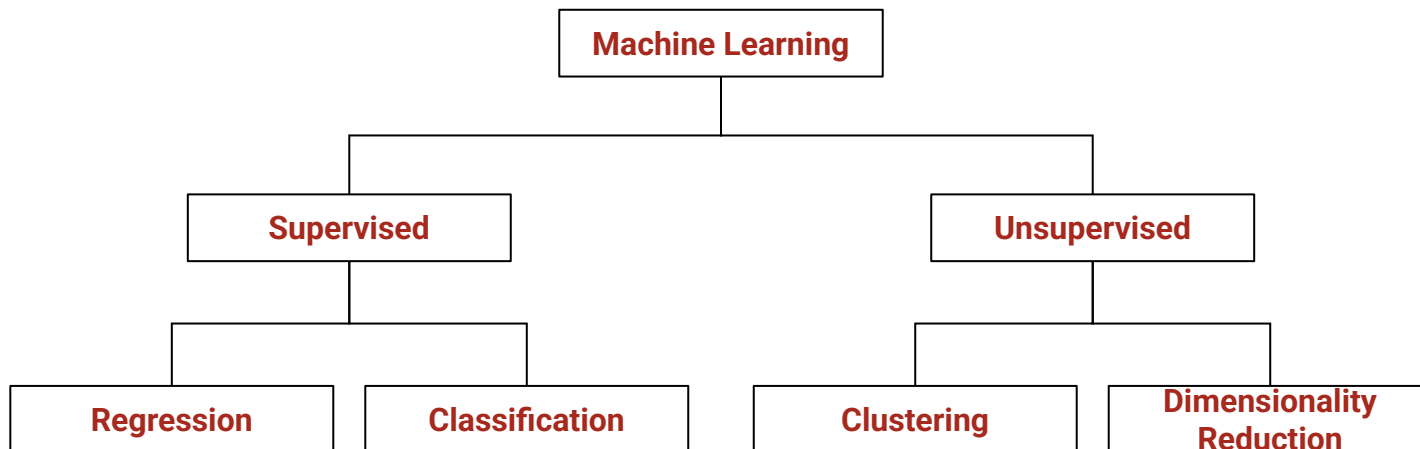 Machine Learning
Supervised
Unsupervised
Regression
Classification
Clustering
Dimensionality
Reduction